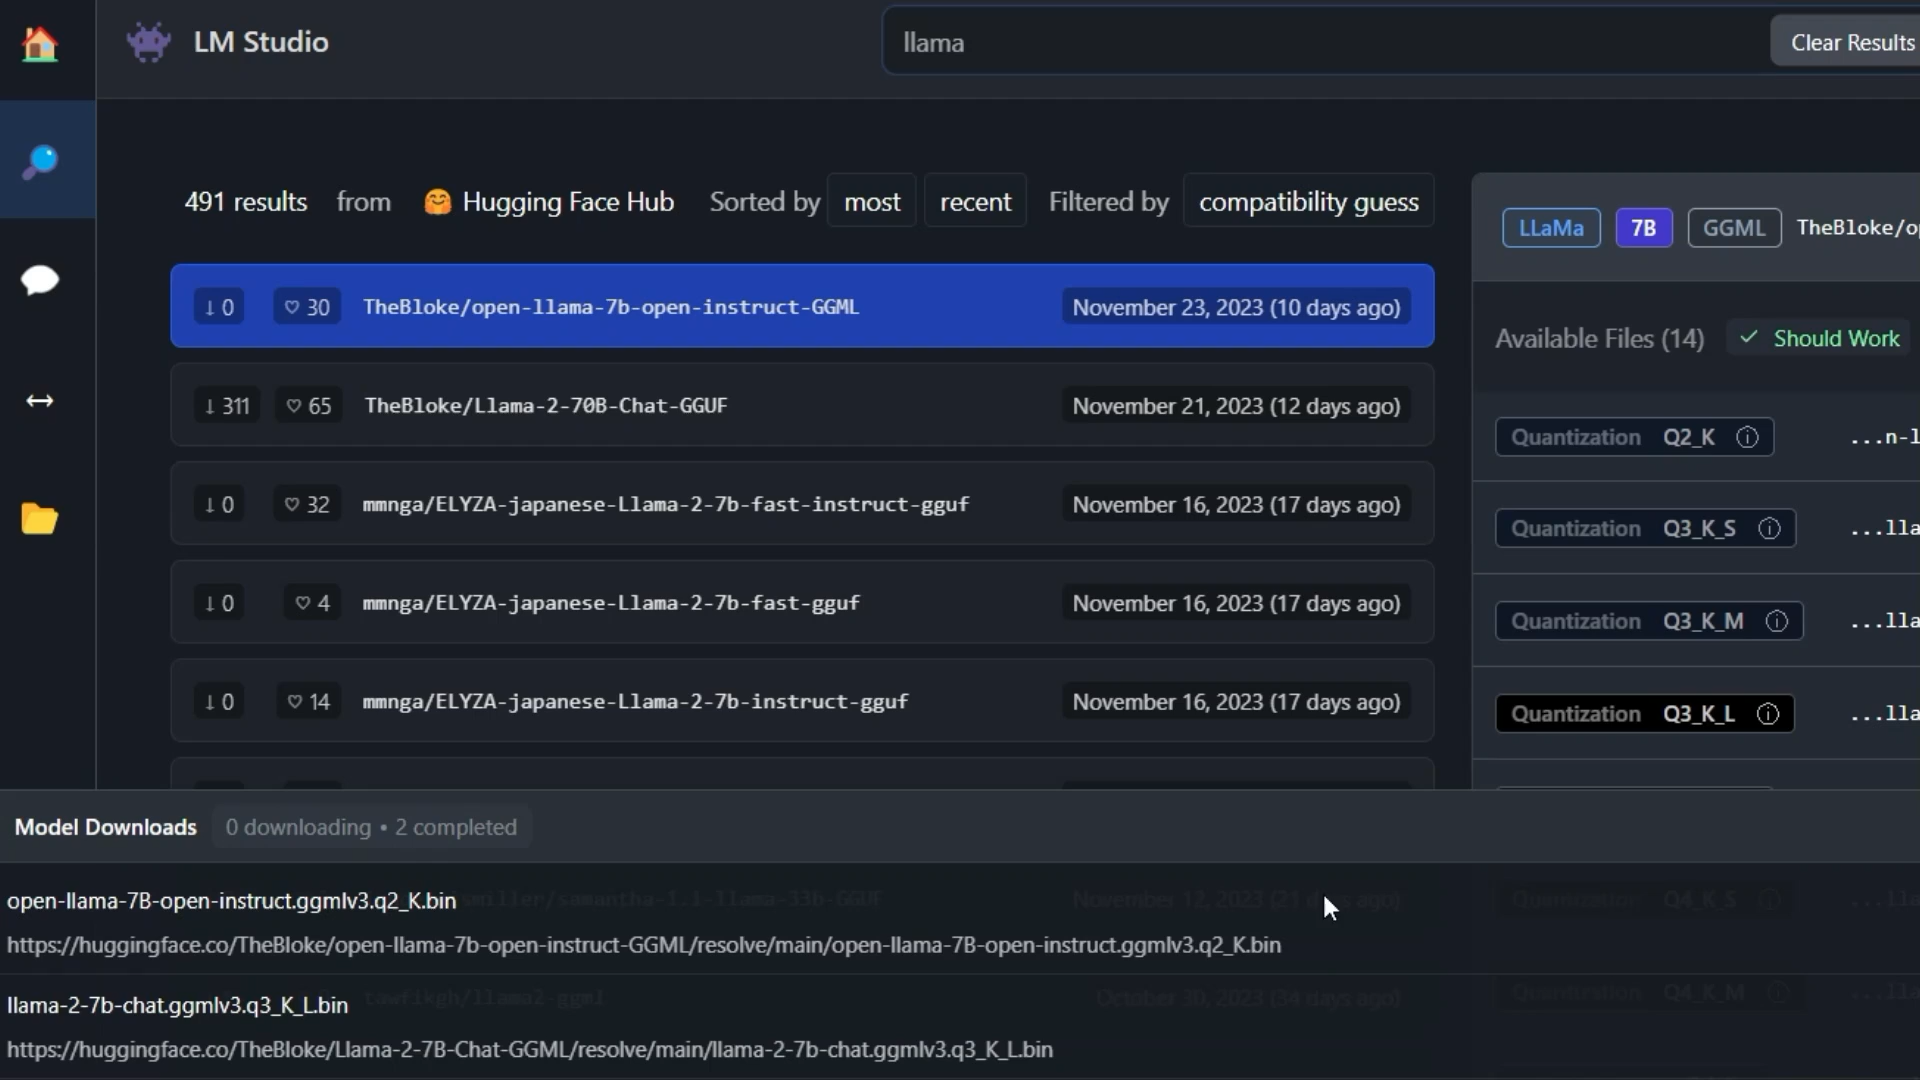 LM Studio
llama
Clear Results
491 results from Hugging Face Hub Sorted by most recent Filtered by compatibility guess
↓ 0 ♡ 30 TheBloke/open-llama-7b-open-instruct-GGML November 23, 2023 (10 days ago)
↓ 311 ♡ 65 TheBloke/Llama-2-70B-Chat-GGUF November 21, 2023 (12 days ago)
↓ 0 ♡ 32 mmnga/ELYZA-japanese-Llama-2-7b-fast-instruct-gguf November 16, 2023 (17 days ago)
↓ 0 ♡ 4 mmnga/ELYZA-japanese-Llama-2-7b-fast-gguf November 16, 2023 (17 days ago)
↓ 0 ♡ 14 mmnga/ELYZA-japanese-Llama-2-7b-instruct-gguf November 16, 2023 (17 days ago)
LLaMa 7B GGML TheBloke/o
Available Files (14) ✓ Should Work
Quantization Q2_K ...n-l
Quantization Q3_K_S ...lla
Quantization Q3_K_M ...lla
Quantization Q3_K_L ...lla
Model Downloads 0 downloading • 2 completed
open-llama-7B-open-instruct.ggmlv3.q2_K.bin
https://huggingface.co/TheBloke/open-llama-7b-open-instruct-GGML/resolve/main/open-llama-7B-open-instruct.ggmlv3.q2_K.bin
llama-2-7b-chat.ggmlv3.q3_K_L.bin
https://huggingface.co/TheBloke/Llama-2-7B-Chat-GGML/resolve/main/llama-2-7b-chat.ggmlv3.q3_K_L.bin